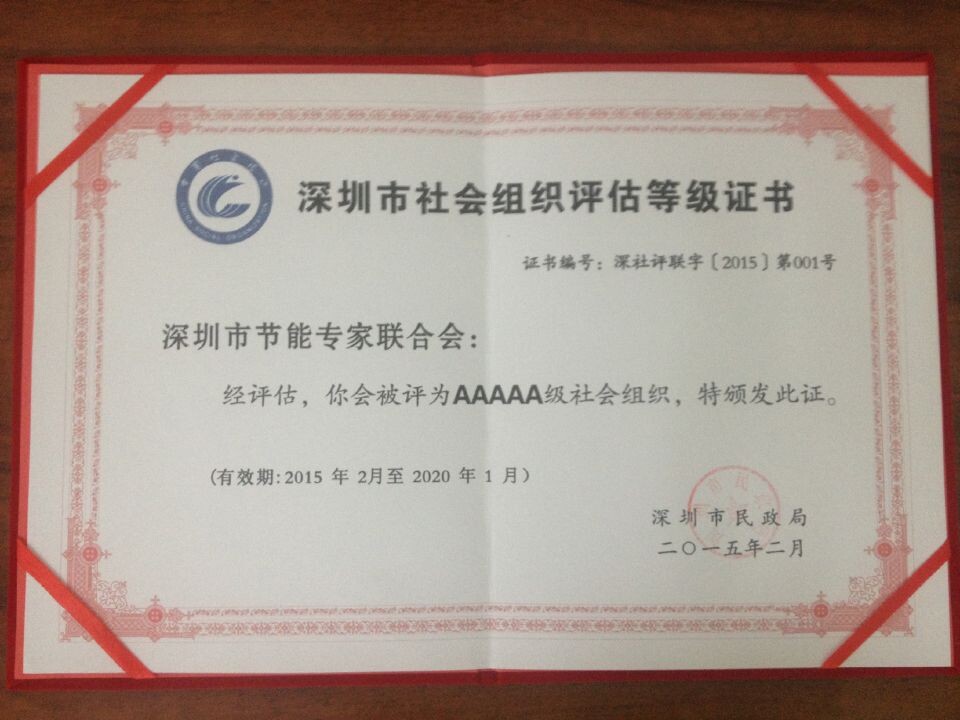 深圳市社会组织评估等级证书
CHINA SOCIAL ORGANIZATION
证书编号：深社评联字〔2015〕第001号
深圳市节能专家联合会：
经评估，你会被评为AAAAA级社会组织，特颁发此证。
(有效期:2015 年 2月至 2020 年 1 月）
深圳市民政局
二〇一五年二月